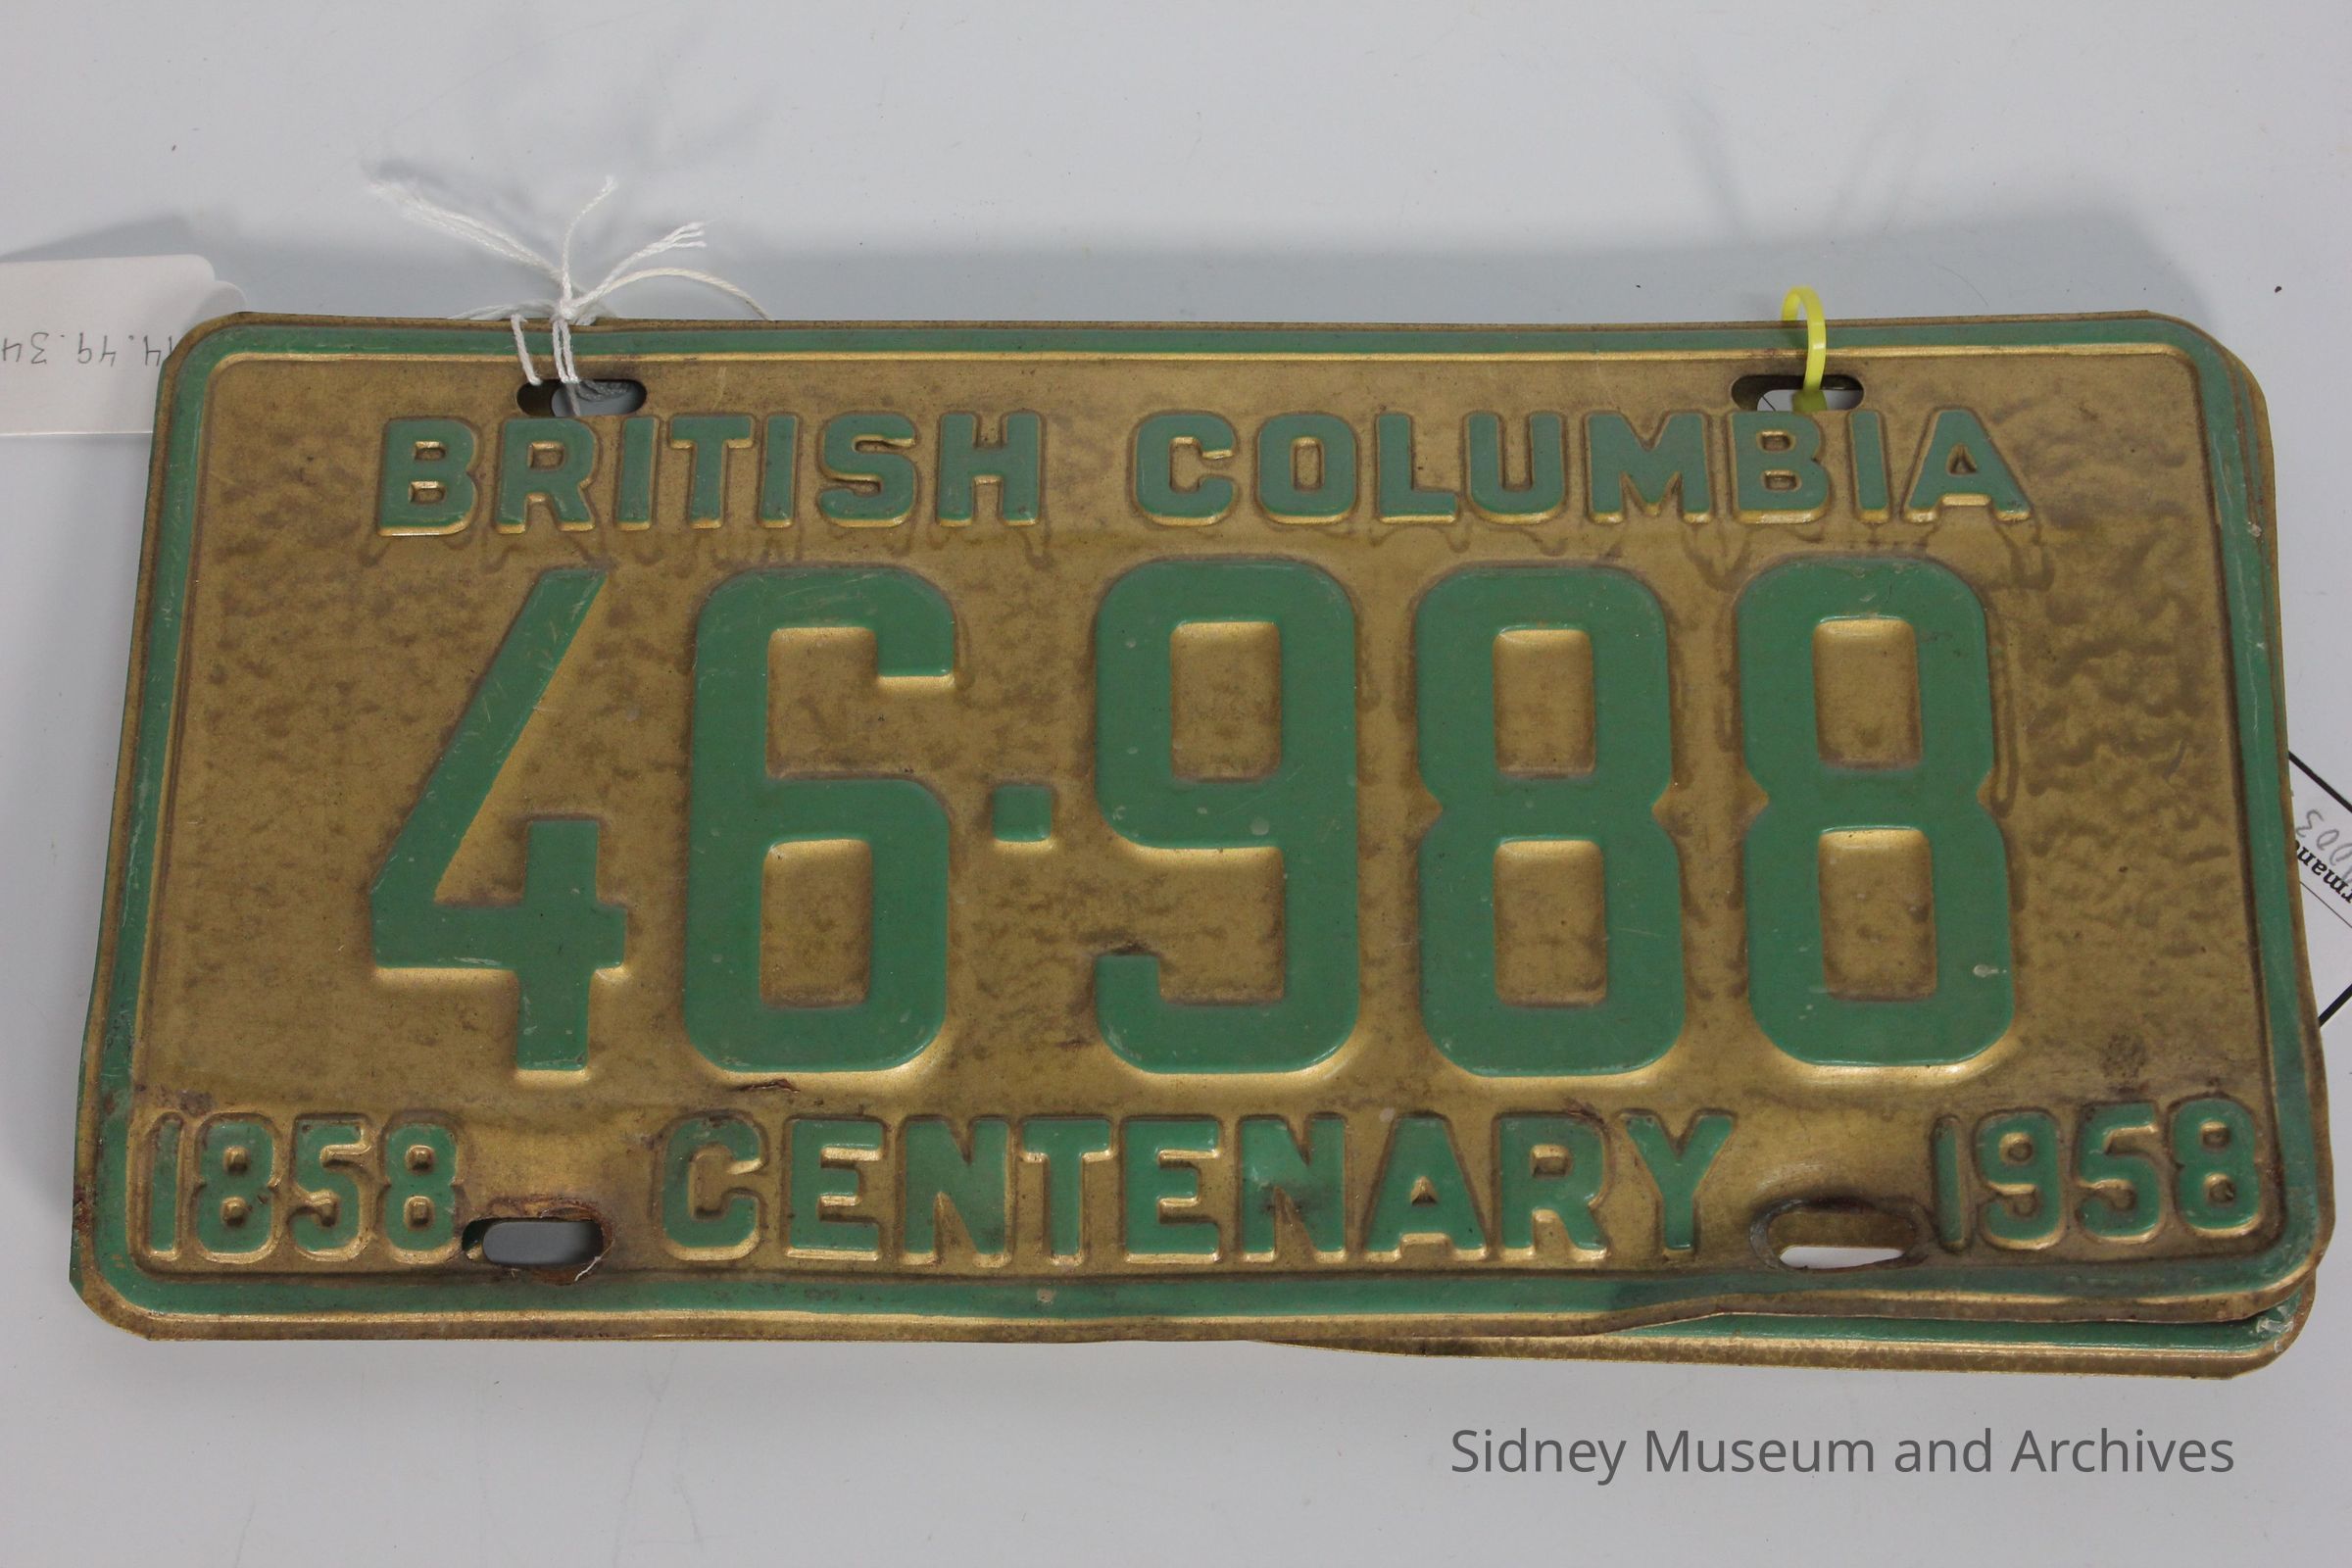 BRITISH COLUMBIA
46·988
1858 CENTENARY 1958
Sidney Museum and Archives